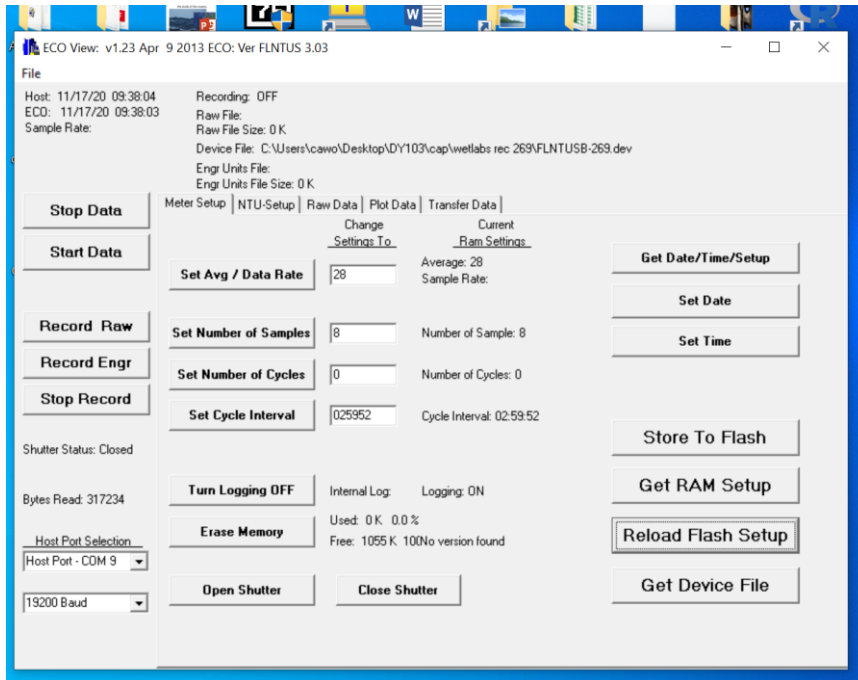 ECO View: v1.23 Apr 9 2013 ECO: Ver FLNTUS 3.03
File
Host: 11/17/20 09:38:04
ECO: 11/17/20 09:38:03
Sample Rate:
Recording: OFF
Raw File:
Raw File Size: 0 K
Device File: C:\Users\cawo\Desktop\DY103\cap\wetlabs rec 269\FLNTUSB-269.dev
Engr Units File:
Engr Units File Size: 0 K
Stop Data
Start Data
Record Raw
Record Engr
Stop Record
Shutter Status: Closed
Bytes Read: 317234
Host Port Selection
Host Port - COM 9
19200 Baud
Meter Setup NTU-Setup Raw Data Plot Data Transfer Data
Change
Settings To
Current
Ram Settings
Set Avg / Data Rate 28
Average: 28
Sample Rate:
Set Number of Samples 8 Number of Sample: 8
Set Number of Cycles 0 Number of Cycles: 0
Set Cycle Interval 025952 Cycle Interval: 02:59:52
Turn Logging OFF Internal Log: Logging: ON
Erase Memory
Used: 0 K 0.0 %
Free: 1055 K 100No version found
Open Shutter Close Shutter
Get Date/Time/Setup
Set Date
Set Time
Store To Flash
Get RAM Setup
Reload Flash Setup
Get Device File